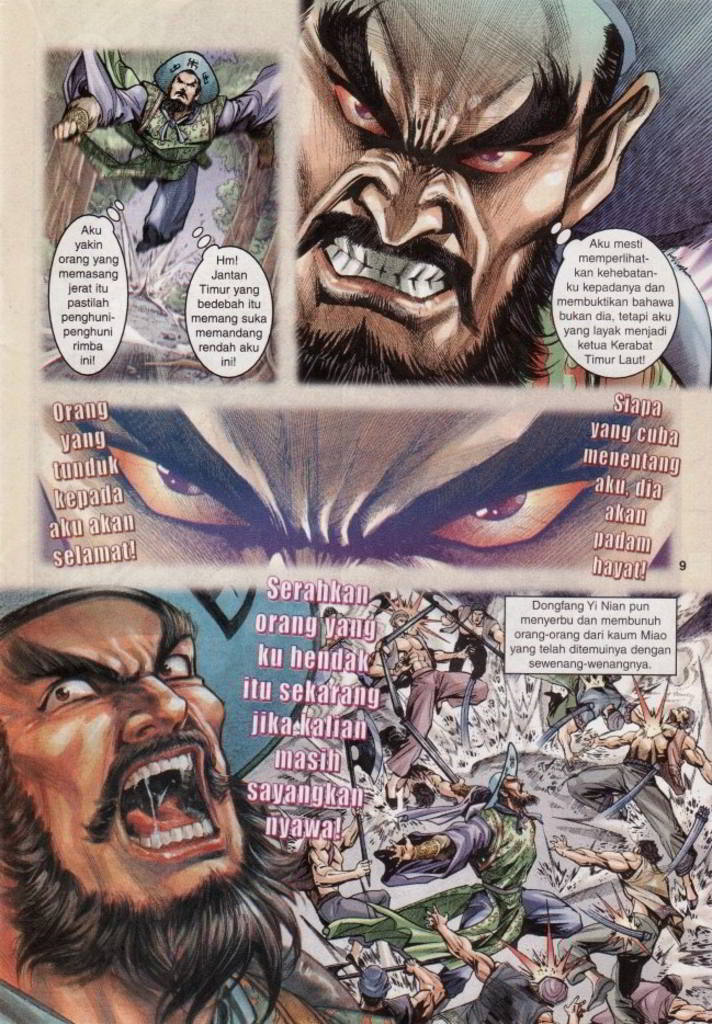 Aku
yakin
orang yang
memasang
jerat itu
pastilah
penghuni-
penghuni
rimba
ini!
Hm!
Jantan
Timur yang
bedebah itu
memang suka
memandang
rendah aku
ini!
Aku mesti
memperlihat-
kan kehebatan-
ku kepadanya dan
membuktikan bahawa
bukan dia, tetapi aku
yang layak menjadi
ketua Kerabat
Timur Laut!
Orang
yang
tunduk
kepada
aku akan
selamat!
Siapa
yang cuba
menentang
aku, dia
akan
padam
hayat!
9
Serahkan
orang yang
ku hendak
itu sekarang
jika kalian
masih
sayangkan
nyawa!
Dongfang Yi Nian pun
menyerbu dan membunuh
orang-orang dari kaum Miao
yang telah ditemuinya dengan
sewenang-wenangnya.